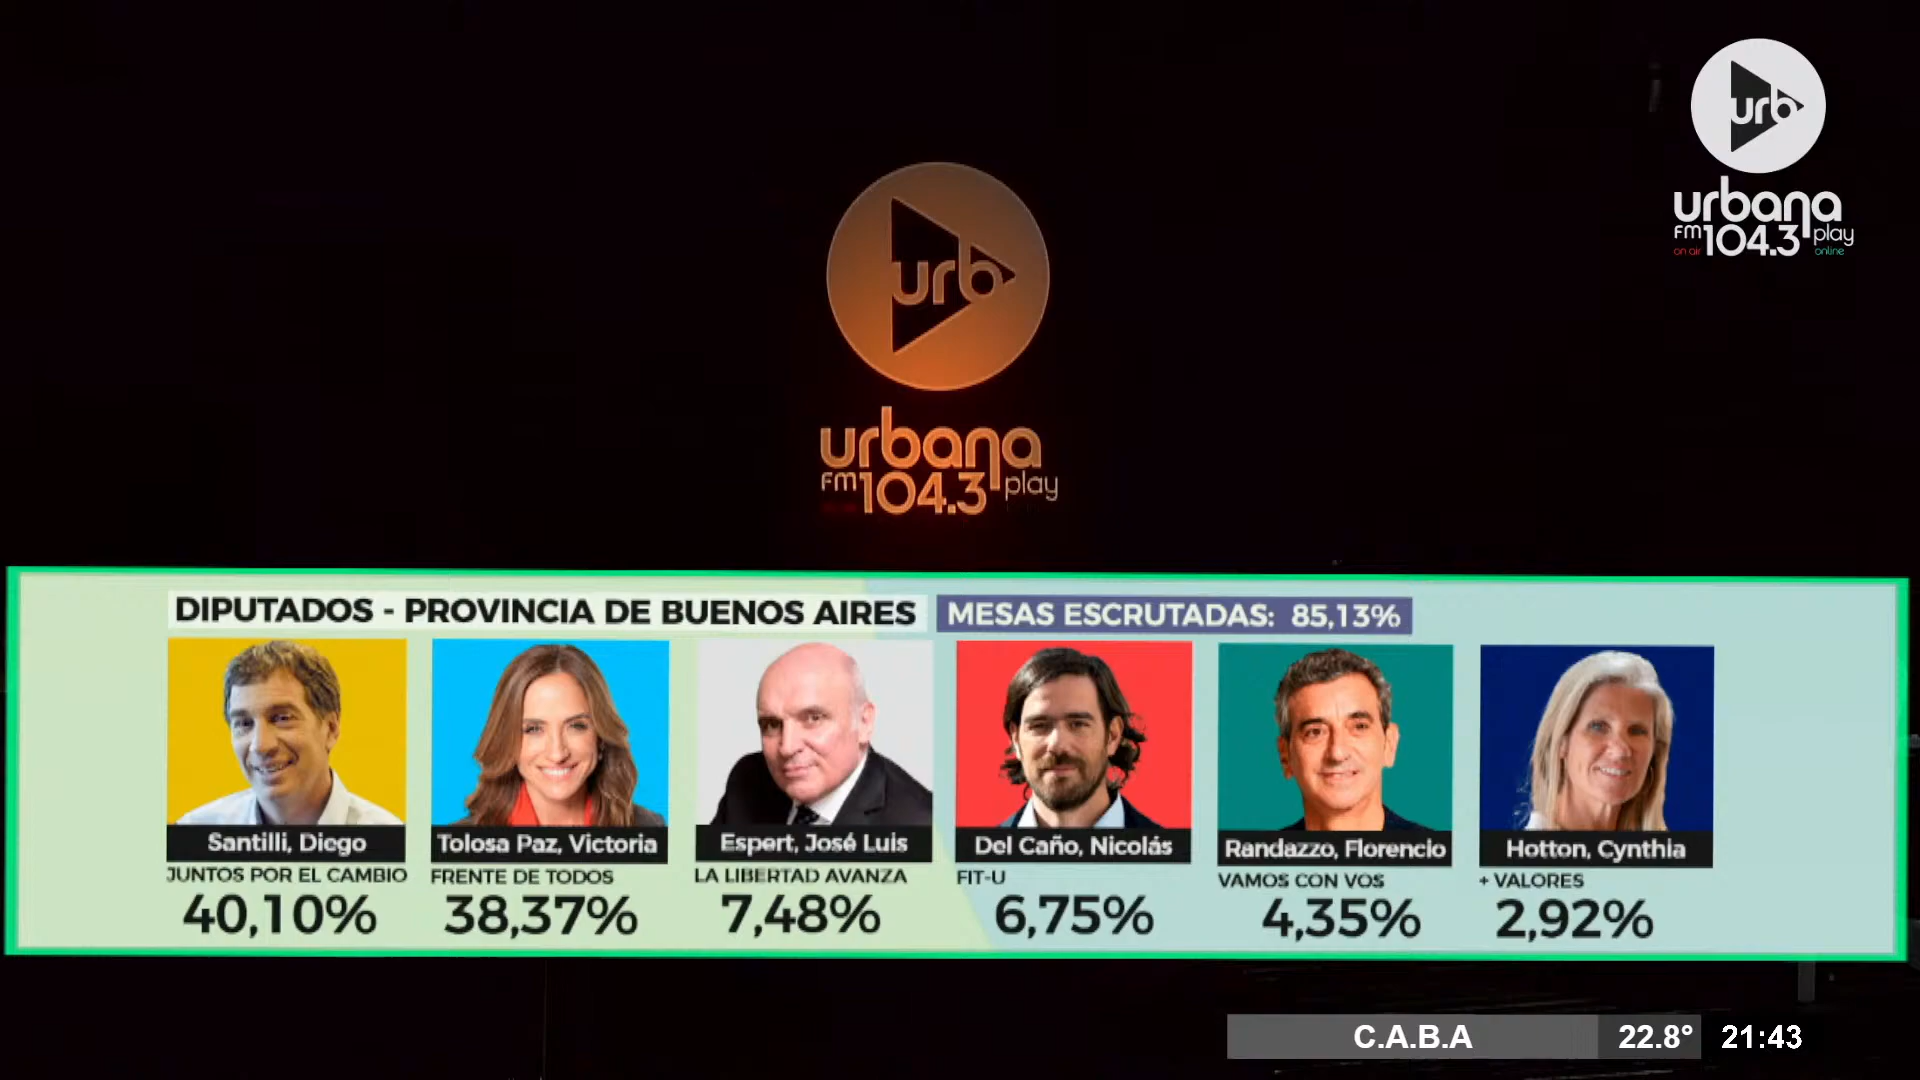 urb
urbana
FM 104.3 play
on air online
urb
urbana
FM 104.3 play
DIPUTADOS - PROVINCIA DE BUENOS AIRES MESAS ESCRUTADAS: 85,13%
Santilli, Diego
JUNTOS POR EL CAMBIO
40,10%
Tolosa Paz, Victoria
FRENTE DE TODOS
38,37%
Espert, José Luis
LA LIBERTAD AVANZA
7,48%
Del Caño, Nicolás
FIT-U
6,75%
Randazzo, Florencio
VAMOS CON VOS
4,35%
Hotton, Cynthia
+ VALORES
2,92%
C.A.B.A 22.8° 21:43